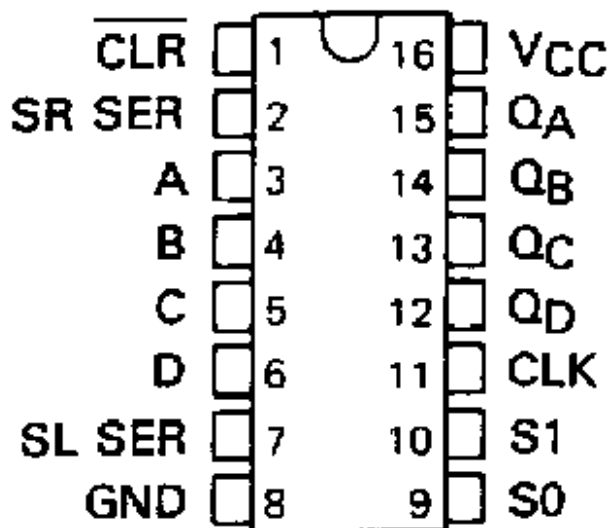 C̅L̅R̅ 1 16 VCC
SR SER 2 15 QA
A 3 14 QB
B 4 13 QC
C 5 12 QD
D 6 11 CLK
SL SER 7 10 S1
GND 8 9 S0